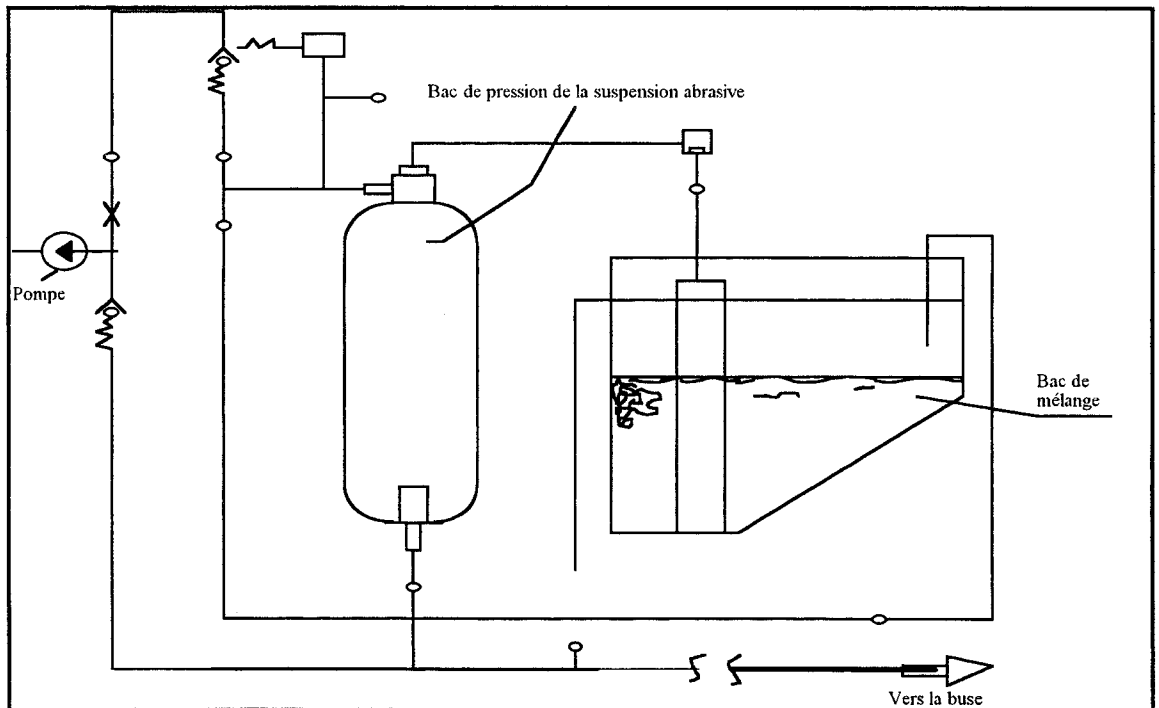 Bac de pression de la suspension abrasive
Pompe
Bac de
mélange
Vers la buse